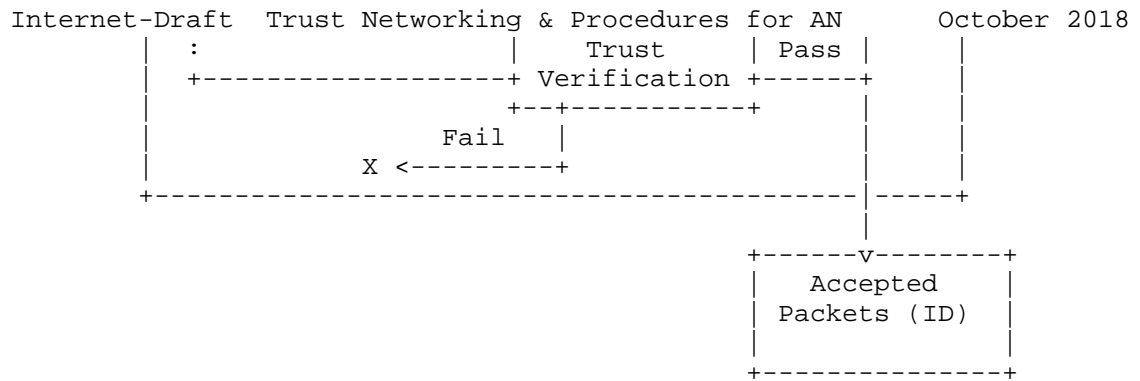 Internet-Draft  Trust Networking & Procedures for AN      October 2018
          |  :                    |    Trust     | Pass |      |
          |  +--------------------+ Verification +------+      |
          |                       +--+-----------+      |      |
          |                   Fail   |                  |      |
          |              X <---------+                  |      |
          +---------------------------------------------|-----+
                                                        |
                                                 +------v--------+
                                                 |   Accepted    |
                                                 | Packets (ID)  |
                                                 |               |
                                                 +---------------+